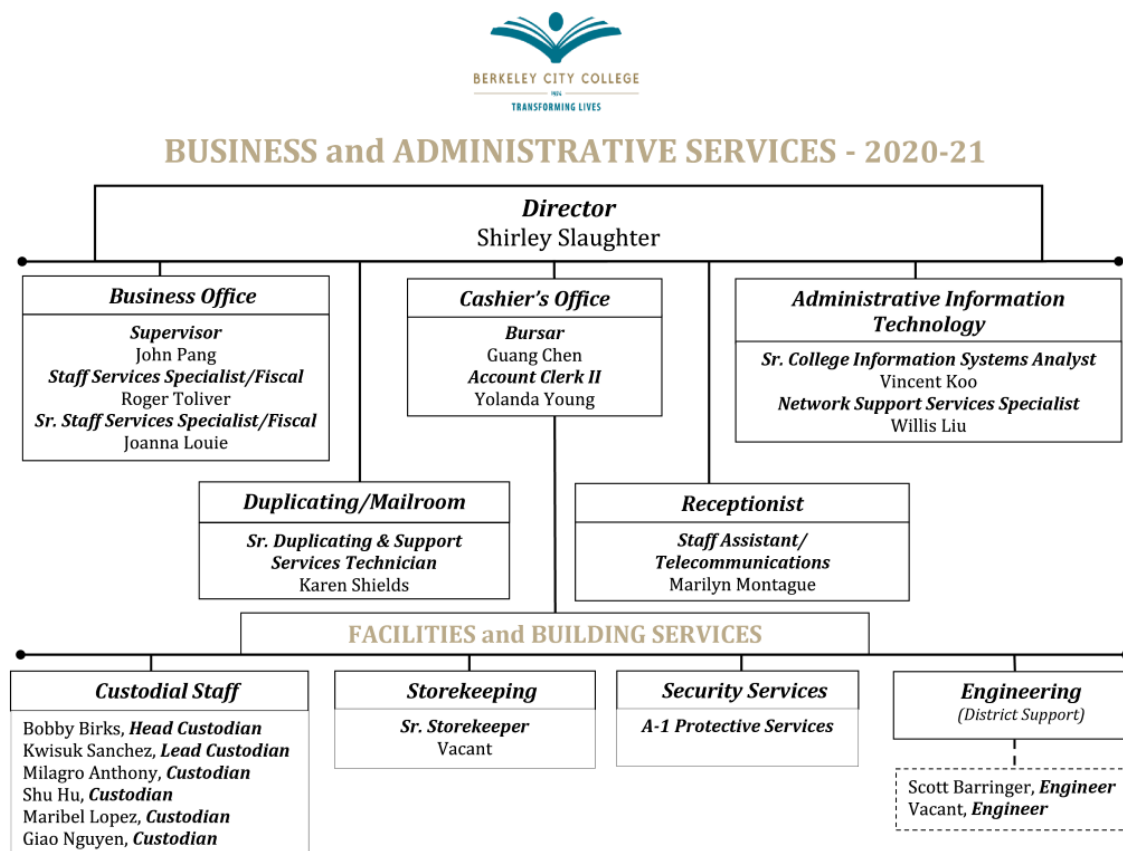 BERKELEY CITY COLLEGE
1974
TRANSFORMING LIVES
BUSINESS and ADMINISTRATIVE SERVICES - 2020-21
Director
Shirley Slaughter
Business Office
Supervisor
John Pang
Staff Services Specialist/Fiscal
Roger Toliver
Sr. Staff Services Specialist/Fiscal
Joanna Louie
Cashier's Office
Bursar
Guang Chen
Account Clerk II
Yolanda Young
Administrative Information
Technology
Sr. College Information Systems Analyst
Vincent Koo
Network Support Services Specialist
Willis Liu
Duplicating/Mailroom
Sr. Duplicating & Support
Services Technician
Karen Shields
Receptionist
Staff Assistant/
Telecommunications
Marilyn Montague
FACILITIES and BUILDING SERVICES
Custodial Staff
Bobby Birks, Head Custodian
Kwisuk Sanchez, Lead Custodian
Milagro Anthony, Custodian
Shu Hu, Custodian
Maribel Lopez, Custodian
Giao Nguyen, Custodian
Storekeeping
Sr. Storekeeper
Vacant
Security Services
A-1 Protective Services
Engineering
(District Support)
Scott Barringer, Engineer
Vacant, Engineer